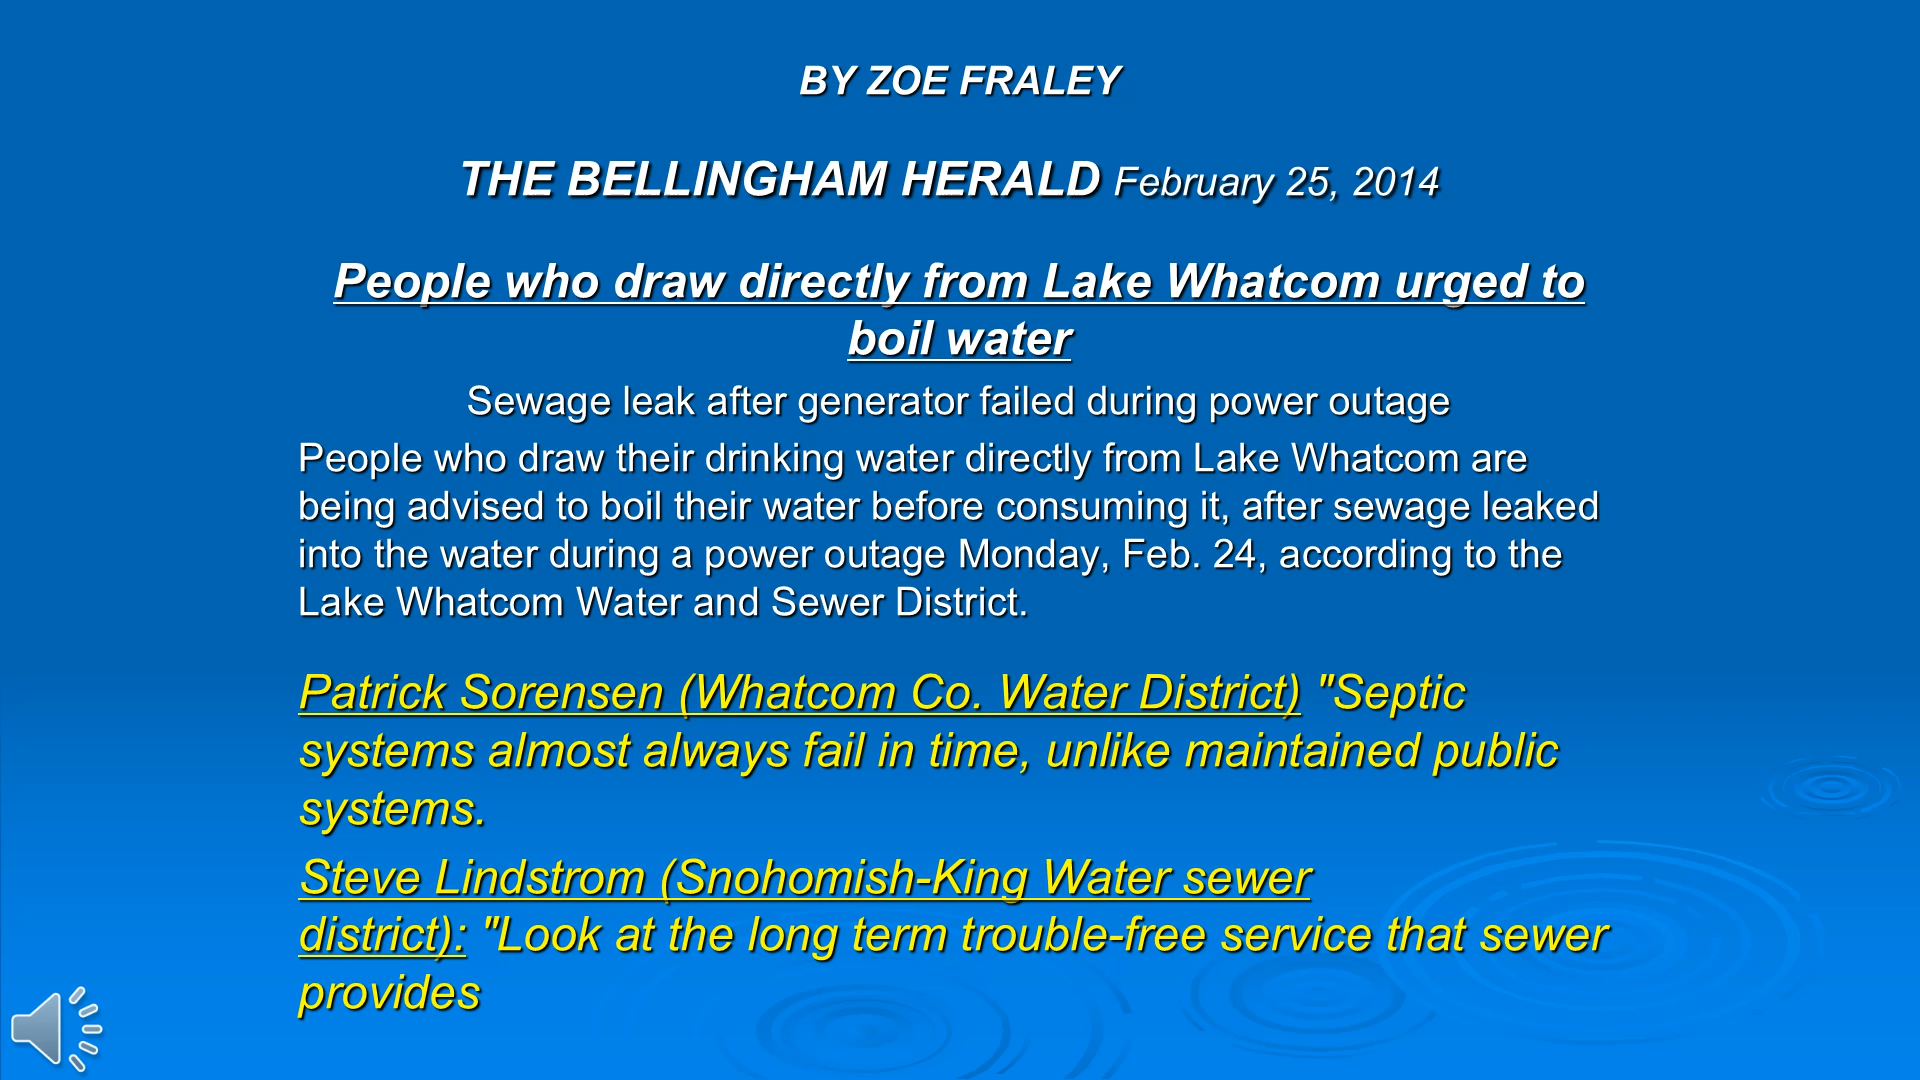 BY ZOE FRALEY
THE BELLINGHAM HERALD February 25, 2014
People who draw directly from Lake Whatcom urged to
boil water
Sewage leak after generator failed during power outage
People who draw their drinking water directly from Lake Whatcom are
being advised to boil their water before consuming it, after sewage leaked
into the water during a power outage Monday, Feb. 24, according to the
Lake Whatcom Water and Sewer District.
Patrick Sorensen (Whatcom Co. Water District) "Septic
systems almost always fail in time, unlike maintained public
systems.
Steve Lindstrom (Snohomish-King Water sewer
district): "Look at the long term trouble-free service that sewer
provides